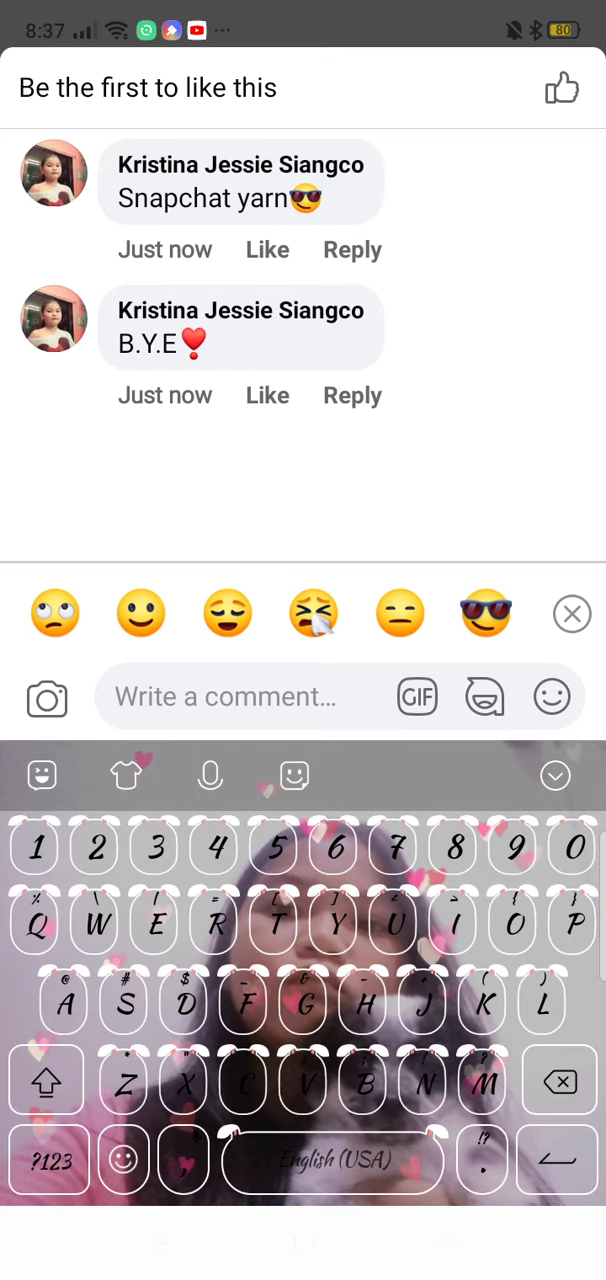 8:37
80
Be the first to like this
Kristina Jessie Siangco
Snapchat yarn😎
Just now Like Reply
Kristina Jessie Siangco
B.Y.E❣️
Just now Like Reply
Write a comment...
GIF
1 2 3 4 5 6 7 8 9 0
% \ | = [ ] < > { }
Q W E R T Y U I O P
@ # $ _ & - + ( )
A S D F G H J K L
* " ' : ; ! ?
Z X C V B N M
?123 , English (USA) !? .